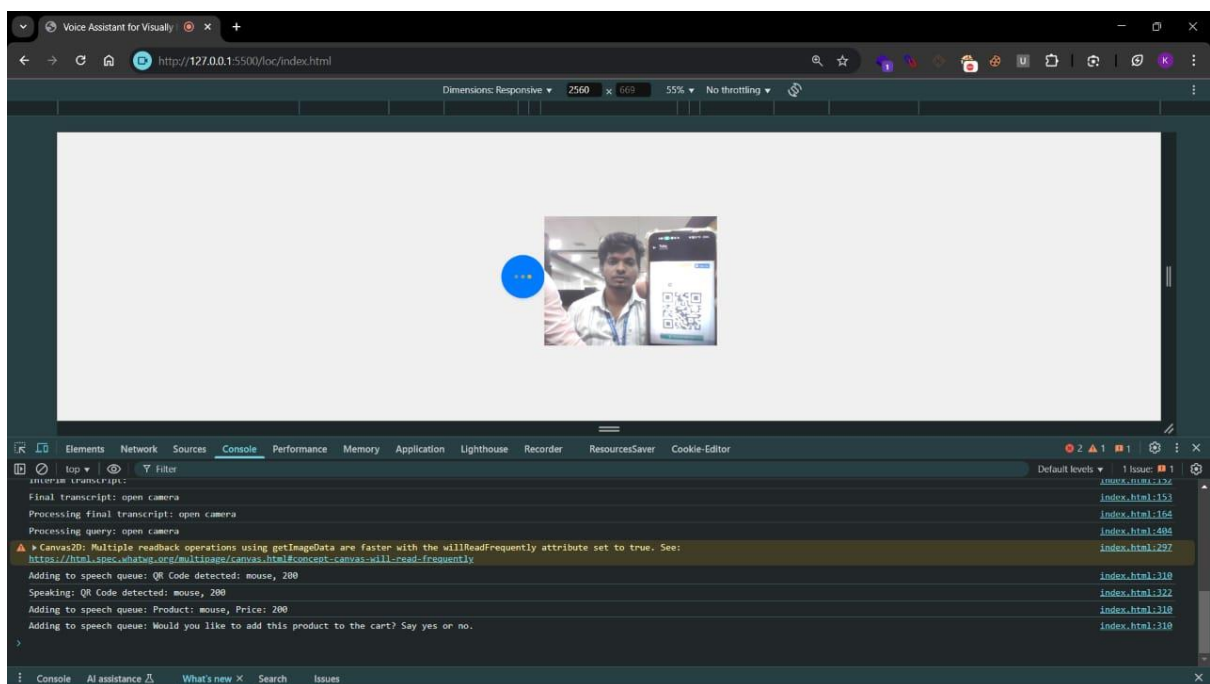 Voice Assistant for Visually
http://127.0.0.1:5500/loc/index.html
Dimensions: Responsive ▼ 2560 x 669 55% ▼ No throttling ▼
Elements Network Sources Console Performance Memory Application Lighthouse Recorder ResourcesSaver Cookie-Editor 2 1 1
top ▼ Filter Default levels ▼ 1 Issue: 1
Interim transcript: index.html:152
Final transcript: open camera index.html:153
Processing final transcript: open camera index.html:164
Processing query: open camera index.html:404
Canvas2D: Multiple readback operations using getImageData are faster with the willReadFrequently attribute set to true. See: index.html:297
https://html.spec.whatwg.org/multipage/canvas.html#concept-canvas-will-read-frequently
Adding to speech queue: QR Code detected: mouse, 200 index.html:310
Speaking: QR Code detected: mouse, 200 index.html:322
Adding to speech queue: Product: mouse, Price: 200 index.html:310
Adding to speech queue: Would you like to add this product to the cart? Say yes or no. index.html:310
Console AI assistance What's new × Search Issues